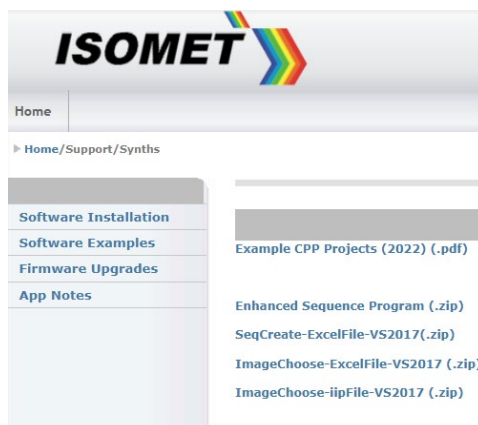 ISOMET
Home
Home/Support/Synths
Software Installation
Software Examples
Firmware Upgrades
App Notes
Example CPP Projects (2022) (.pdf)
Enhanced Sequence Program (.zip)
SeqCreate-ExcelFile-VS2017(.zip)
ImageChoose-ExcelFile-VS2017 (.zip)
ImageChoose-iipFile-VS2017 (.zip)